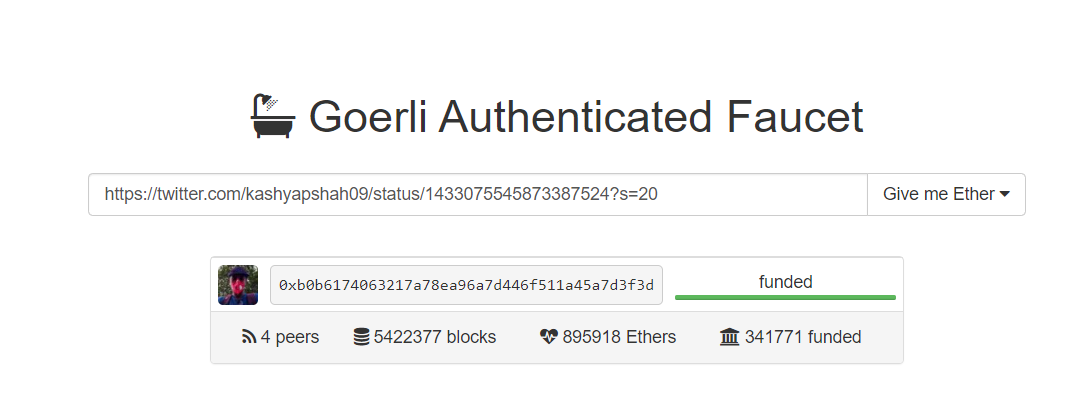 Goerli Authenticated Faucet
https://twitter.com/kashyapshah09/status/1433075545873387524?s=20 Give me Ether
0xb0b6174063217a78ea96a7d446f511a45a7d3f3d funded
4 peers 5422377 blocks 895918 Ethers 341771 funded